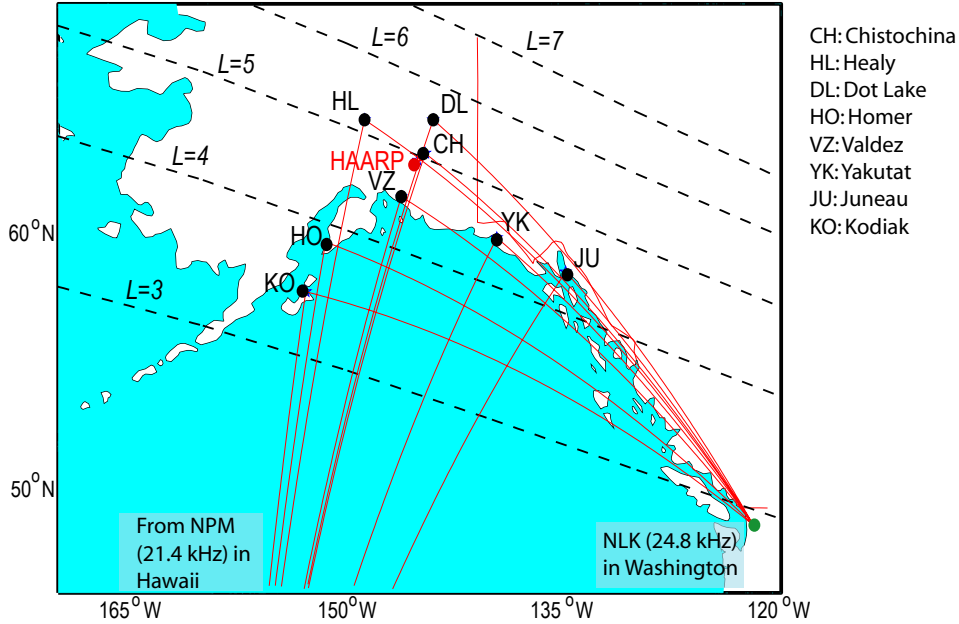 L=6
L=7
L=5
HL
DL
CH
HAARP
L=4
VZ
60°N
HO
YK
JU
KO
L=3
50°N
From NPM
(21.4 kHz) in
Hawaii
NLK (24.8 kHz)
in Washington
165°W
150°W
135°W
120°W
CH: Chistochina
HL: Healy
DL: Dot Lake
HO: Homer
VZ: Valdez
YK: Yakutat
JU: Juneau
KO: Kodiak